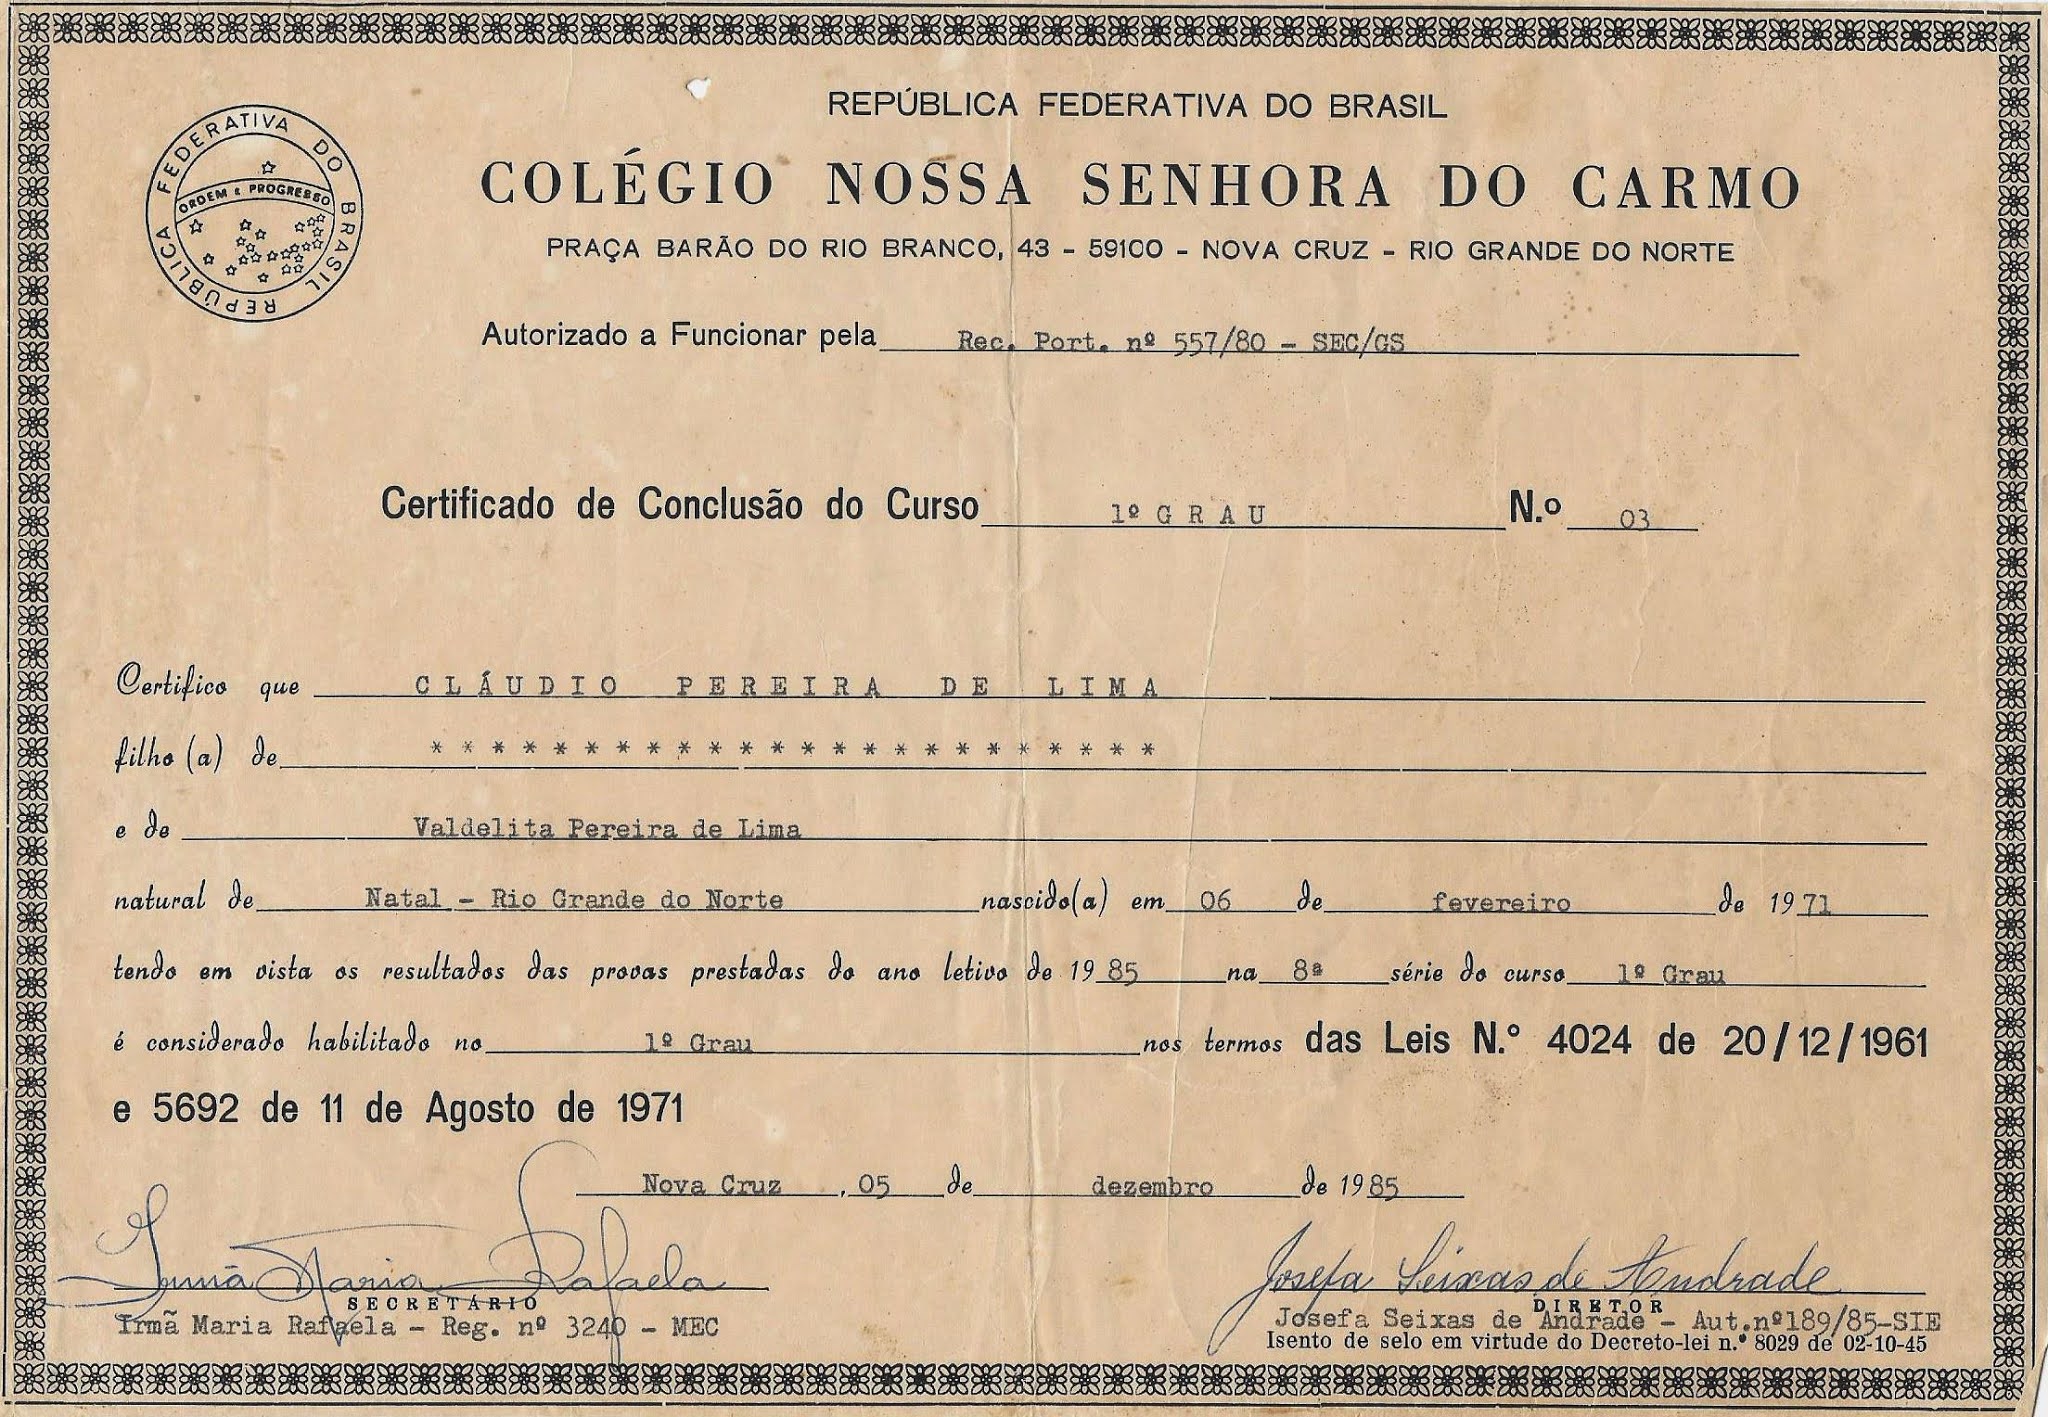 REPÚBLICA FEDERATIVA DO BRASIL
ORDEM E PROGRESSO
REPÚBLICA FEDERATIVA DO BRASIL
COLÉGIO NOSSA SENHORA DO CARMO
PRAÇA BARÃO DO RIO BRANCO, 43 - 59100 - NOVA CRUZ - RIO GRANDE DO NORTE
Autorizado a Funcionar pela Rec. Port. nº 557/80 - SEC/GS
Certificado de Conclusão do Curso 1º G R A U N.º 03
Certifico que CLÁUDIO PEREIRA DE LIMA
filho (a) de * * * * * * * * * * * * * * * * * * * * * * * *
e de Valdelita Pereira de Lima
natural de Natal - Rio Grande do Norte nascido(a) em 06 de fevereiro de 1971
tendo em vista os resultados das provas prestadas do ano letivo de 1985 na 8ª série do curso 1º Grau
é considerado habilitado no 1º Grau nos termos das Leis N.º 4024 de 20/12/1961
e 5692 de 11 de Agosto de 1971
Nova Cruz, 05 de dezembro de 1985
Irmã Maria Rafaela
SECRETÁRIO
Irmã Maria Rafaela - Reg. nº 3240 - MEC
Josefa Seixas de Andrade
DIRETOR
Josefa Seixas de Andrade - Aut.nº189/85-SIE
Isento de selo em virtude do Decreto-lei n.º 8029 de 02-10-45